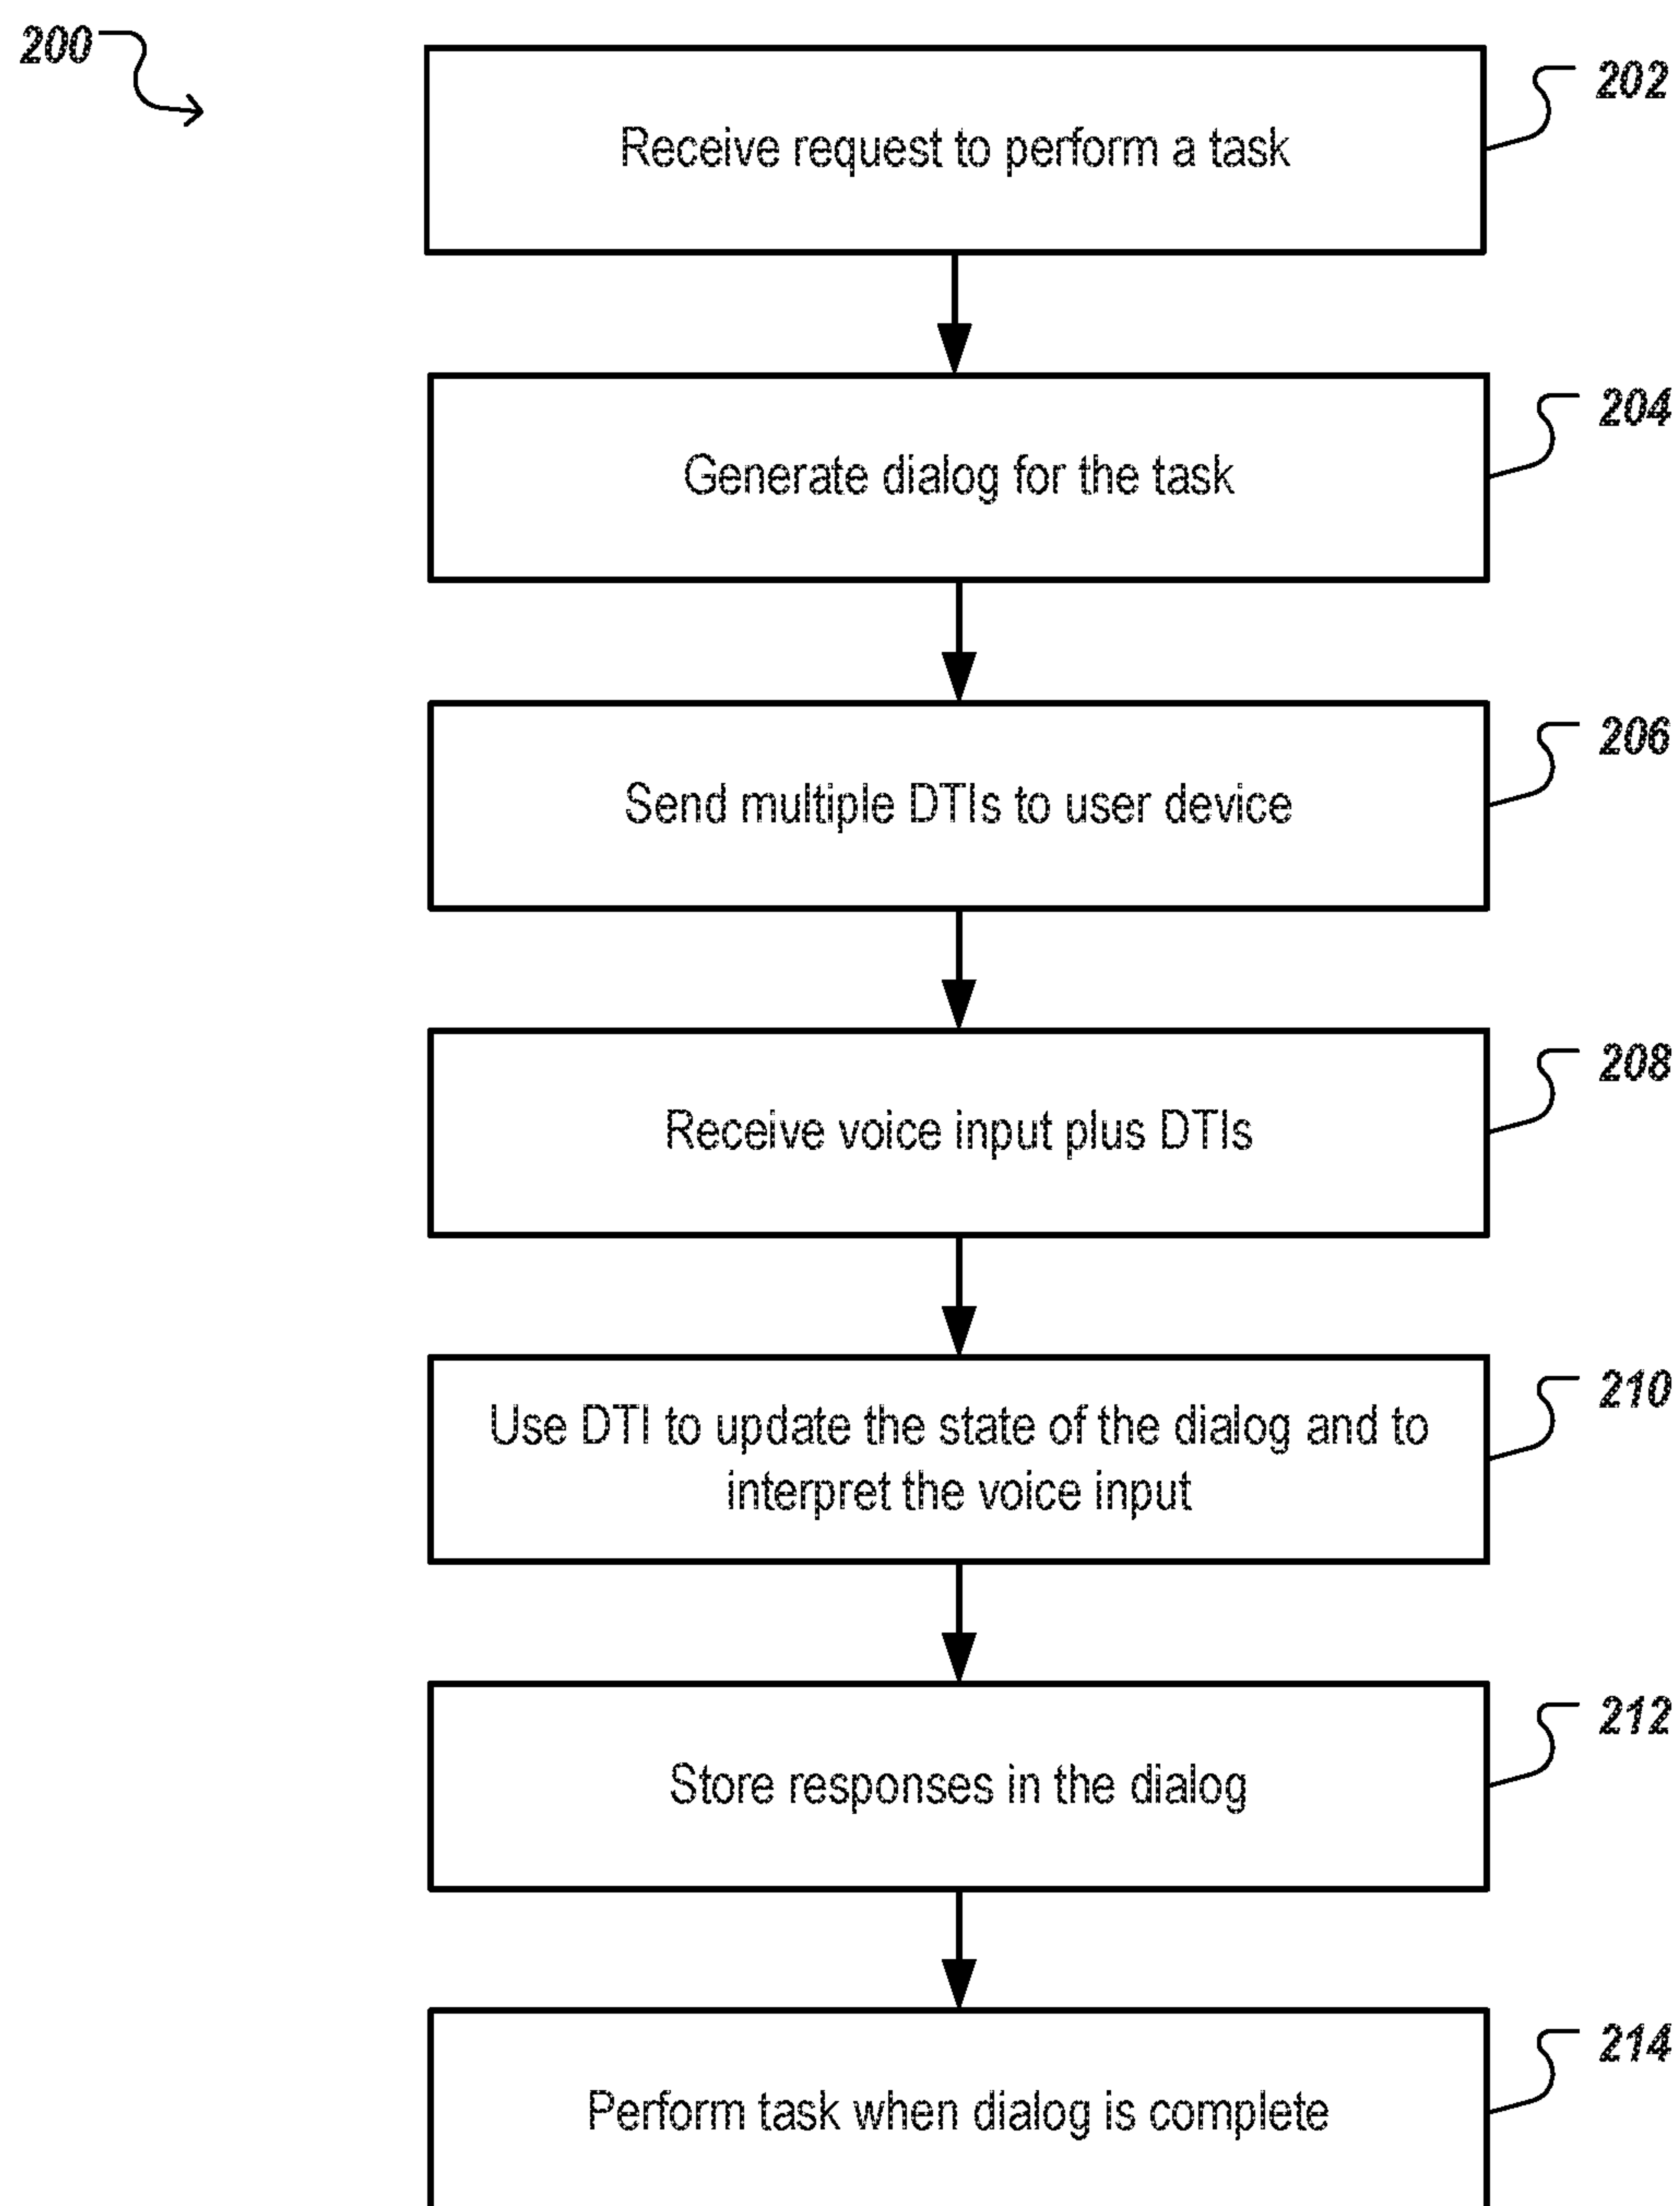 200
202
Receive request to perform a task
204
Generate dialog for the task
206
Send multiple DTIs to user device
208
Receive voice input plus DTIs
210
Use DTI to update the state of the dialog and to
interpret the voice input
212
Store responses in the dialog
214
Perform task when dialog is complete